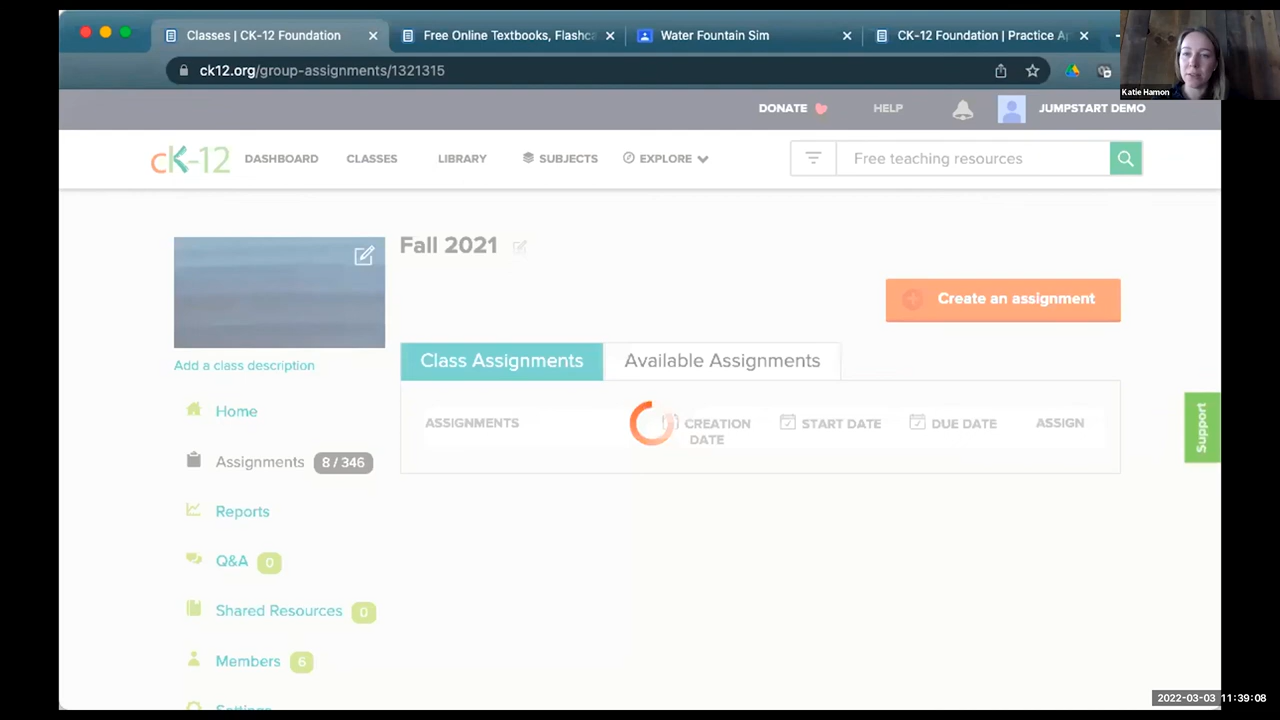 Classes | CK-12 Foundation
Free Online Textbooks, Flashca
Water Fountain Sim
CK-12 Foundation | Practice Ap
ck12.org/group-assignments/1321315
Katie Hamon
DONATE
HELP
JUMPSTART DEMO
cK-12
DASHBOARD
CLASSES
LIBRARY
SUBJECTS
EXPLORE
Free teaching resources
Fall 2021
Create an assignment
Add a class description
Class Assignments
Available Assignments
ASSIGNMENTS
CREATION
DATE
START DATE
DUE DATE
ASSIGN
Support
Home
Assignments 8 / 346
Reports
Q&A 0
Shared Resources 0
Members 6
Settings
2022-03-03 11:39:08